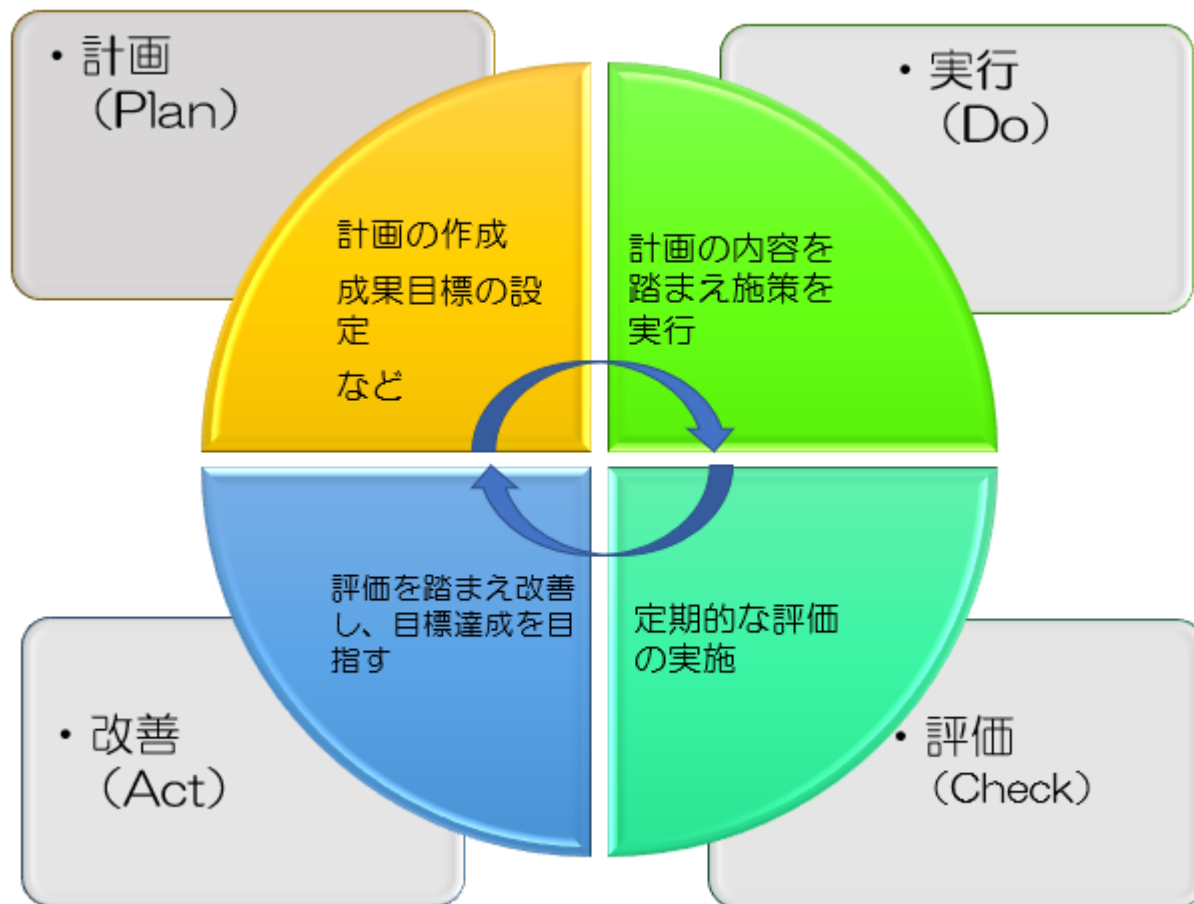 ・計画
（Plan）
・実行
（Do）
計画の作成
成果目標の設
定
など
計画の内容を
踏まえ施策を
実行
評価を踏まえ改善
し、目標達成を目
指す
定期的な評価
の実施
・改善
（Act）
・評価
（Check）